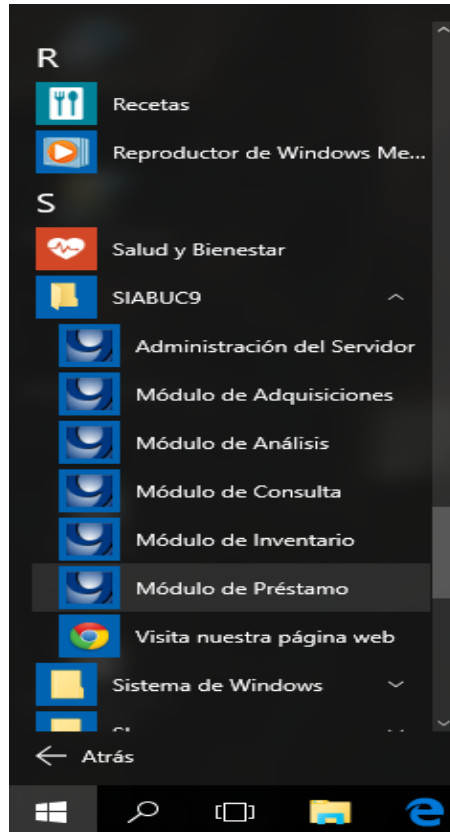 R
Recetas
Reproductor de Windows Me...
S
Salud y Bienestar
SIABUC9
Administración del Servidor
Módulo de Adquisiciones
Módulo de Análisis
Módulo de Consulta
Módulo de Inventario
Módulo de Préstamo
Visita nuestra página web
Sistema de Windows
Atrás